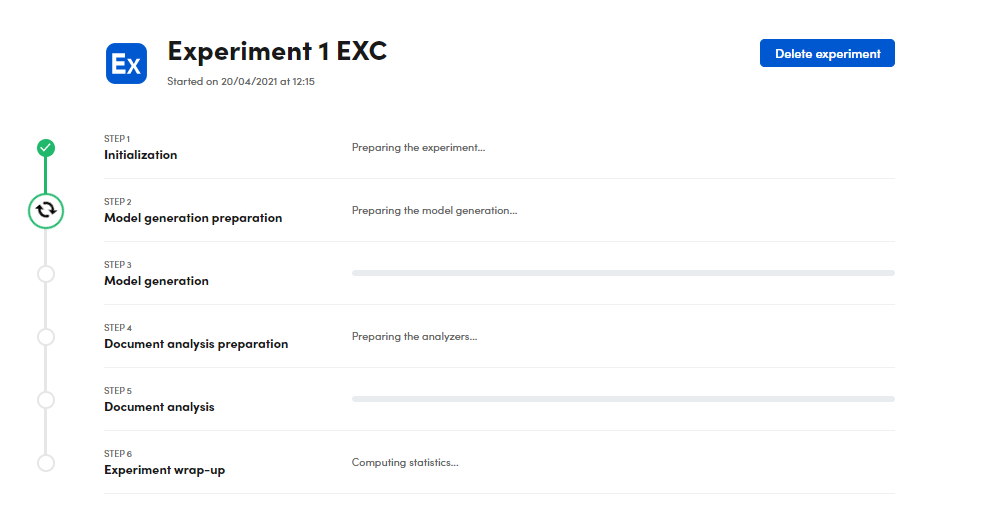 Ex
Experiment 1 EXC
Delete experiment
Started on 20/04/2021 at 12:15
STEP 1
Initialization
Preparing the experiment...
STEP 2
Model generation preparation
Preparing the model generation...
STEP 3
Model generation
STEP 4
Document analysis preparation
Preparing the analyzers...
STEP 5
Document analysis
STEP 6
Experiment wrap-up
Computing statistics...